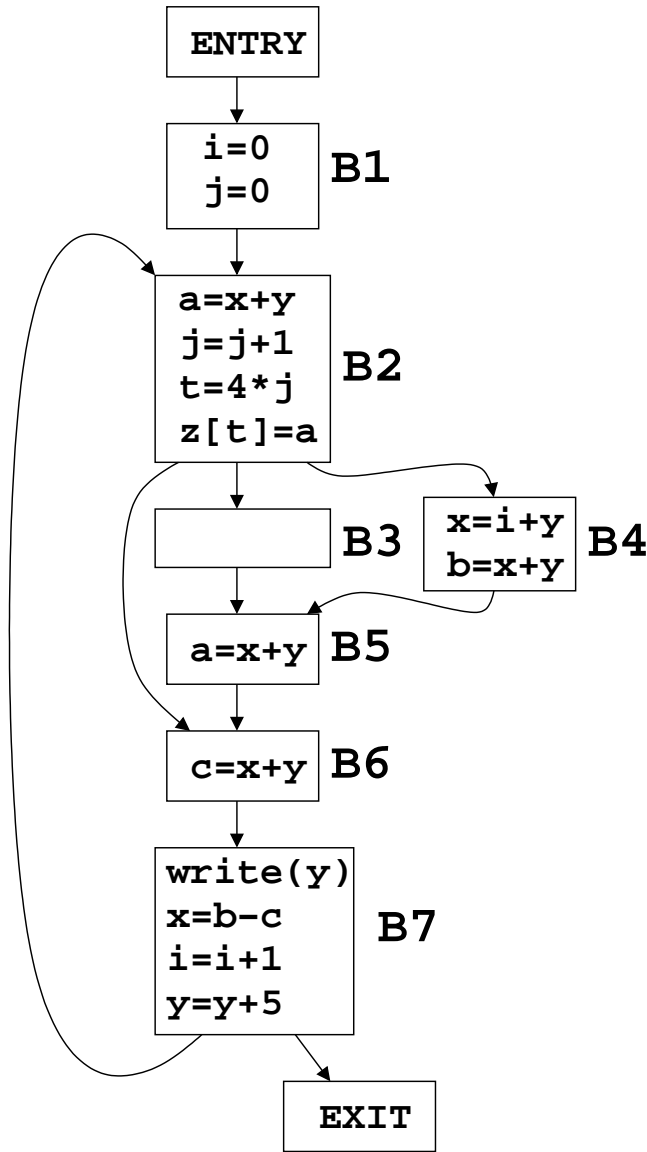 ENTRY
i=0
j=0
B1
a=x+y
j=j+1
t=4*j
z[t]=a
B2
B3
x=i+y
b=x+y
B4
a=x+y
B5
c=x+y
B6
write(y)
x=b-c
i=i+1
y=y+5
B7
EXIT